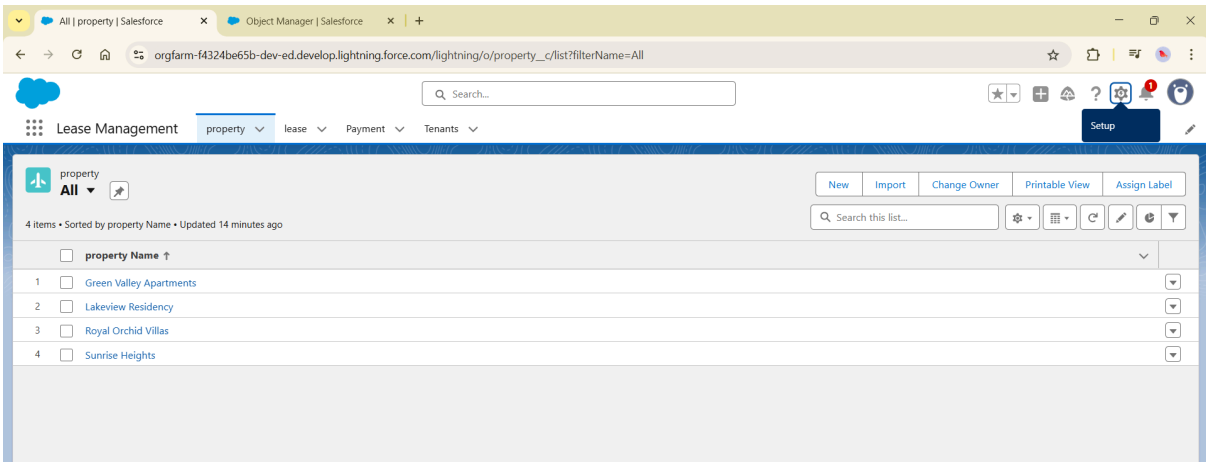 All | property | Salesforce
Object Manager | Salesforce
orgfarm-f4324be65b-dev-ed.develop.lightning.force.com/lightning/o/property__c/list?filterName=All
Search...
1
Lease Management
property
lease
Payment
Tenants
Setup
property
All
New
Import
Change Owner
Printable View
Assign Label
4 items • Sorted by property Name • Updated 14 minutes ago
Search this list...
property Name ↑
1 Green Valley Apartments
2 Lakeview Residency
3 Royal Orchid Villas
4 Sunrise Heights